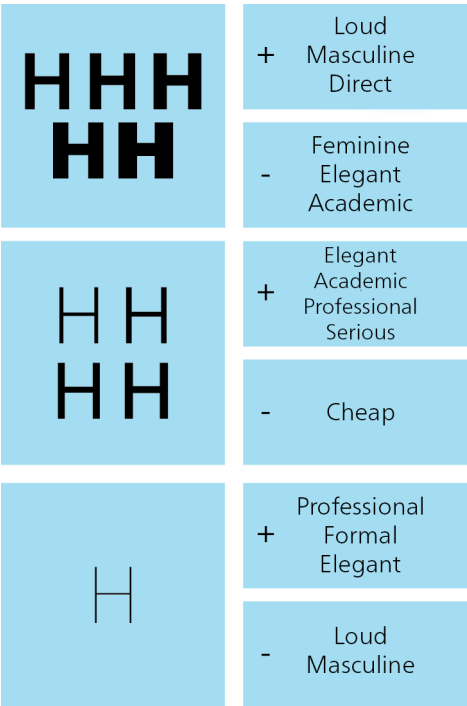 H H H
H H
+ Loud
Masculine
Direct
- Feminine
Elegant
Academic
H H
H H
+ Elegant
Academic
Professional
Serious
- Cheap
H
+ Professional
Formal
Elegant
- Loud
Masculine